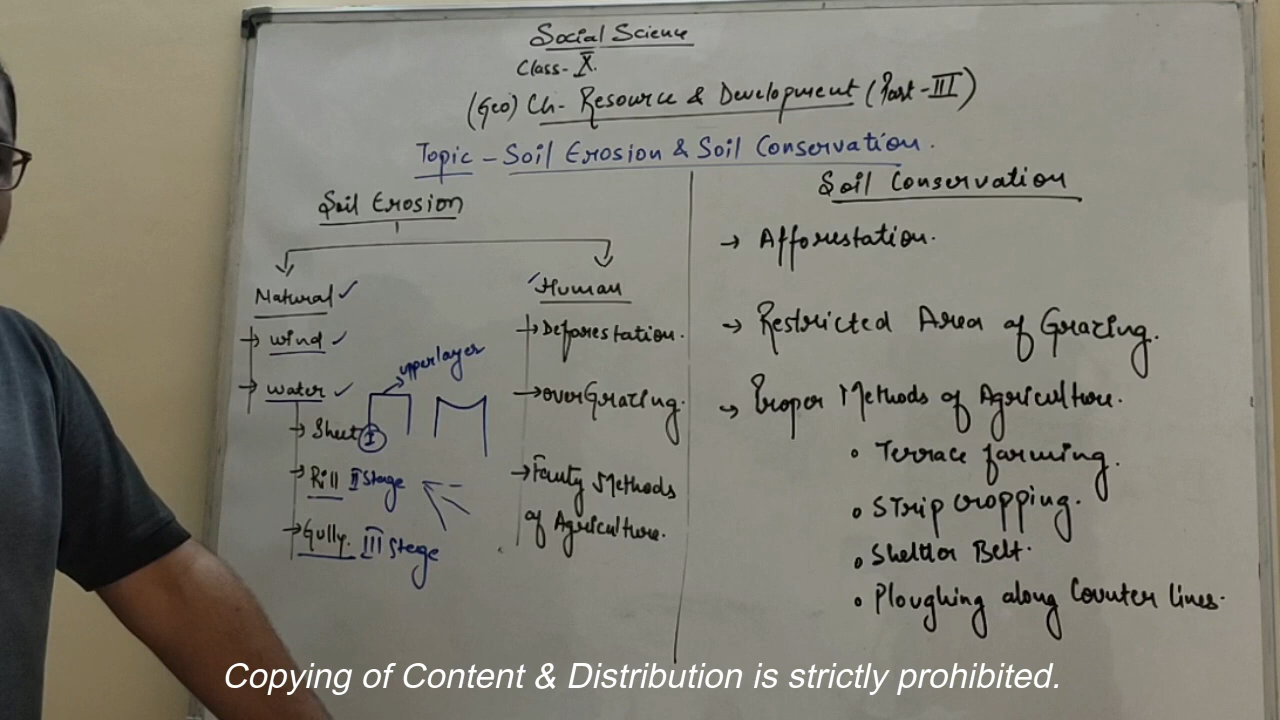 Social Science
Class- X.
(Geo) Ch- Resource & Development (Part-III)
Topic - Soil Erosion & Soil Conservation.
Soil Erosion
Natural ✓
→ wind ✓
→ water ✓
upperlayer
→ Sheet I
→ Rill II Stage
→ Gully. III Stage
Human
→ Deforestation.
→ overGrazing.
→ Fauty Methods
of Agriculture.
Soil Conservation
→ Afforestation.
→ Restricted Area of Grazing.
→ Proper Methods of Agriculture.
• Terrace farming.
• Strip cropping.
• Shelter Belt.
• Ploughing along Counter lines.
Copying of Content & Distribution is strictly prohibited.